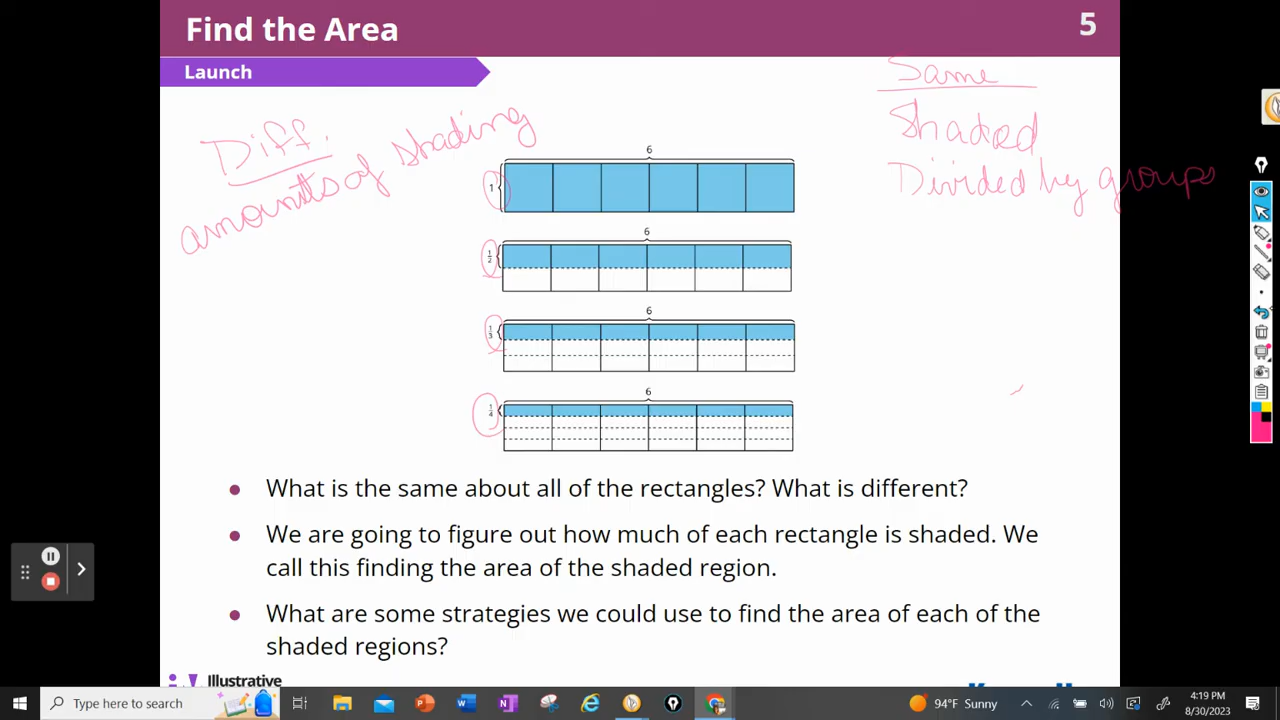 Find the Area
5
Launch
Diff.
amounts of shading
Same
Shaded
Divided by groups
6
1
6
1/2
6
1/3
6
1/4
• What is the same about all of the rectangles? What is different?
• We are going to figure out how much of each rectangle is shaded. We
call this finding the area of the shaded region.
• What are some strategies we could use to find the area of each of the
shaded regions?
Illustrative
Type here to search
94°F Sunny
4:19 PM
8/30/2023